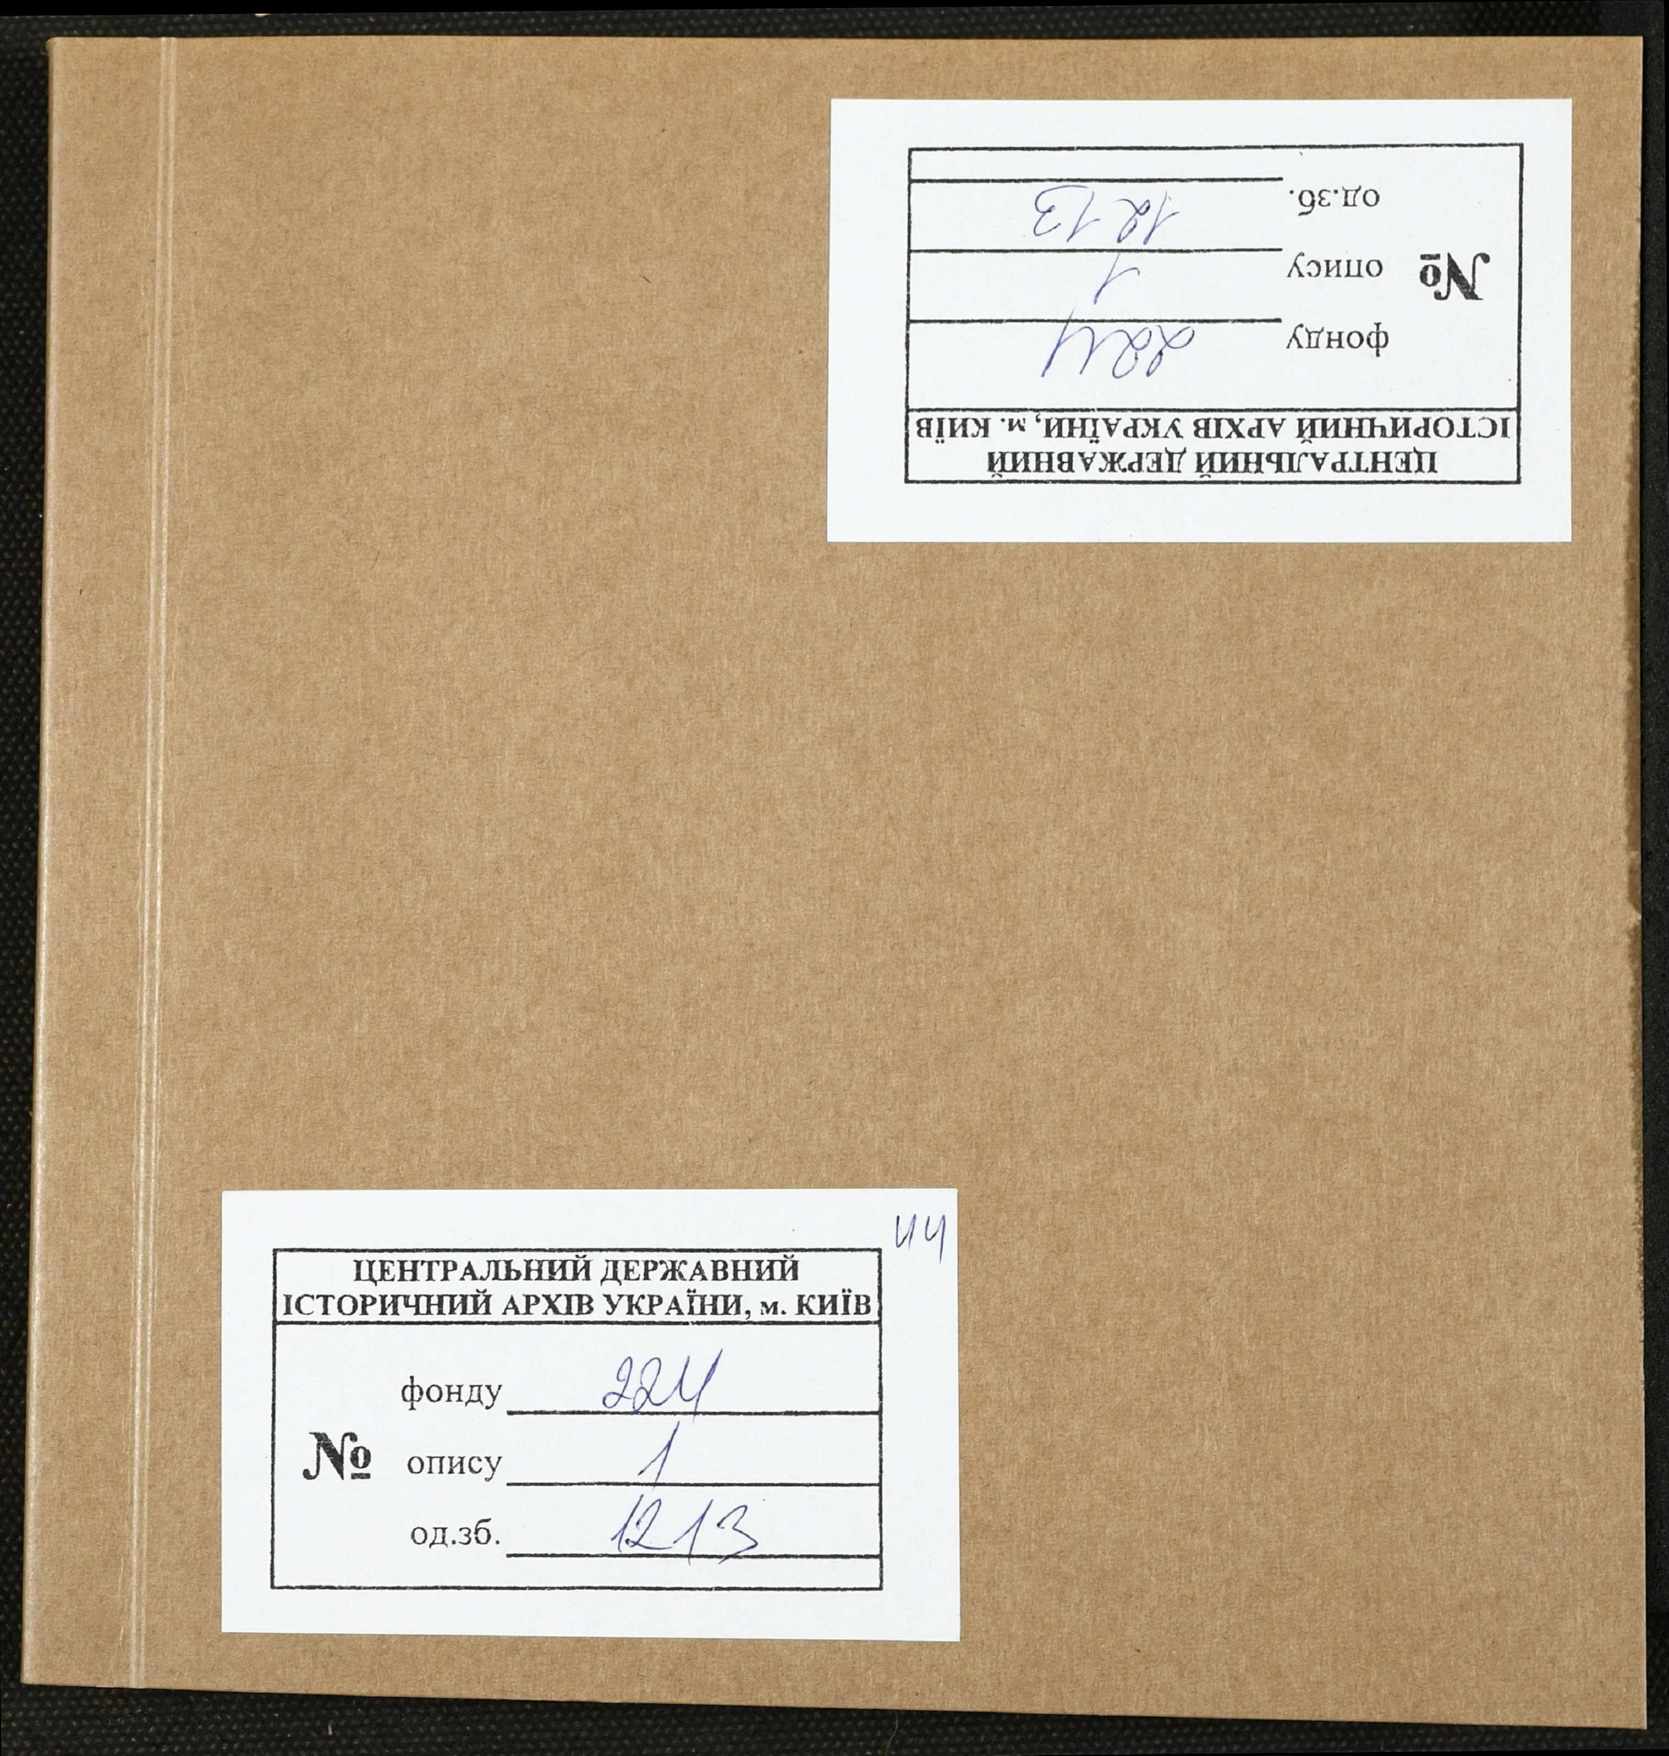 ЦЕНТРАЛЬНИЙ ДЕРЖАВНИЙ
ІСТОРИЧНИЙ АРХІВ УКРАЇНИ, м. КИЇВ
фонду 224
№ опису 1
од.зб. 1213
44
ЦЕНТРАЛЬНИЙ ДЕРЖАВНИЙ
ІСТОРИЧНИЙ АРХІВ УКРАЇНИ, м. КИЇВ
фонду 224
№ опису 1
од.зб. 1213